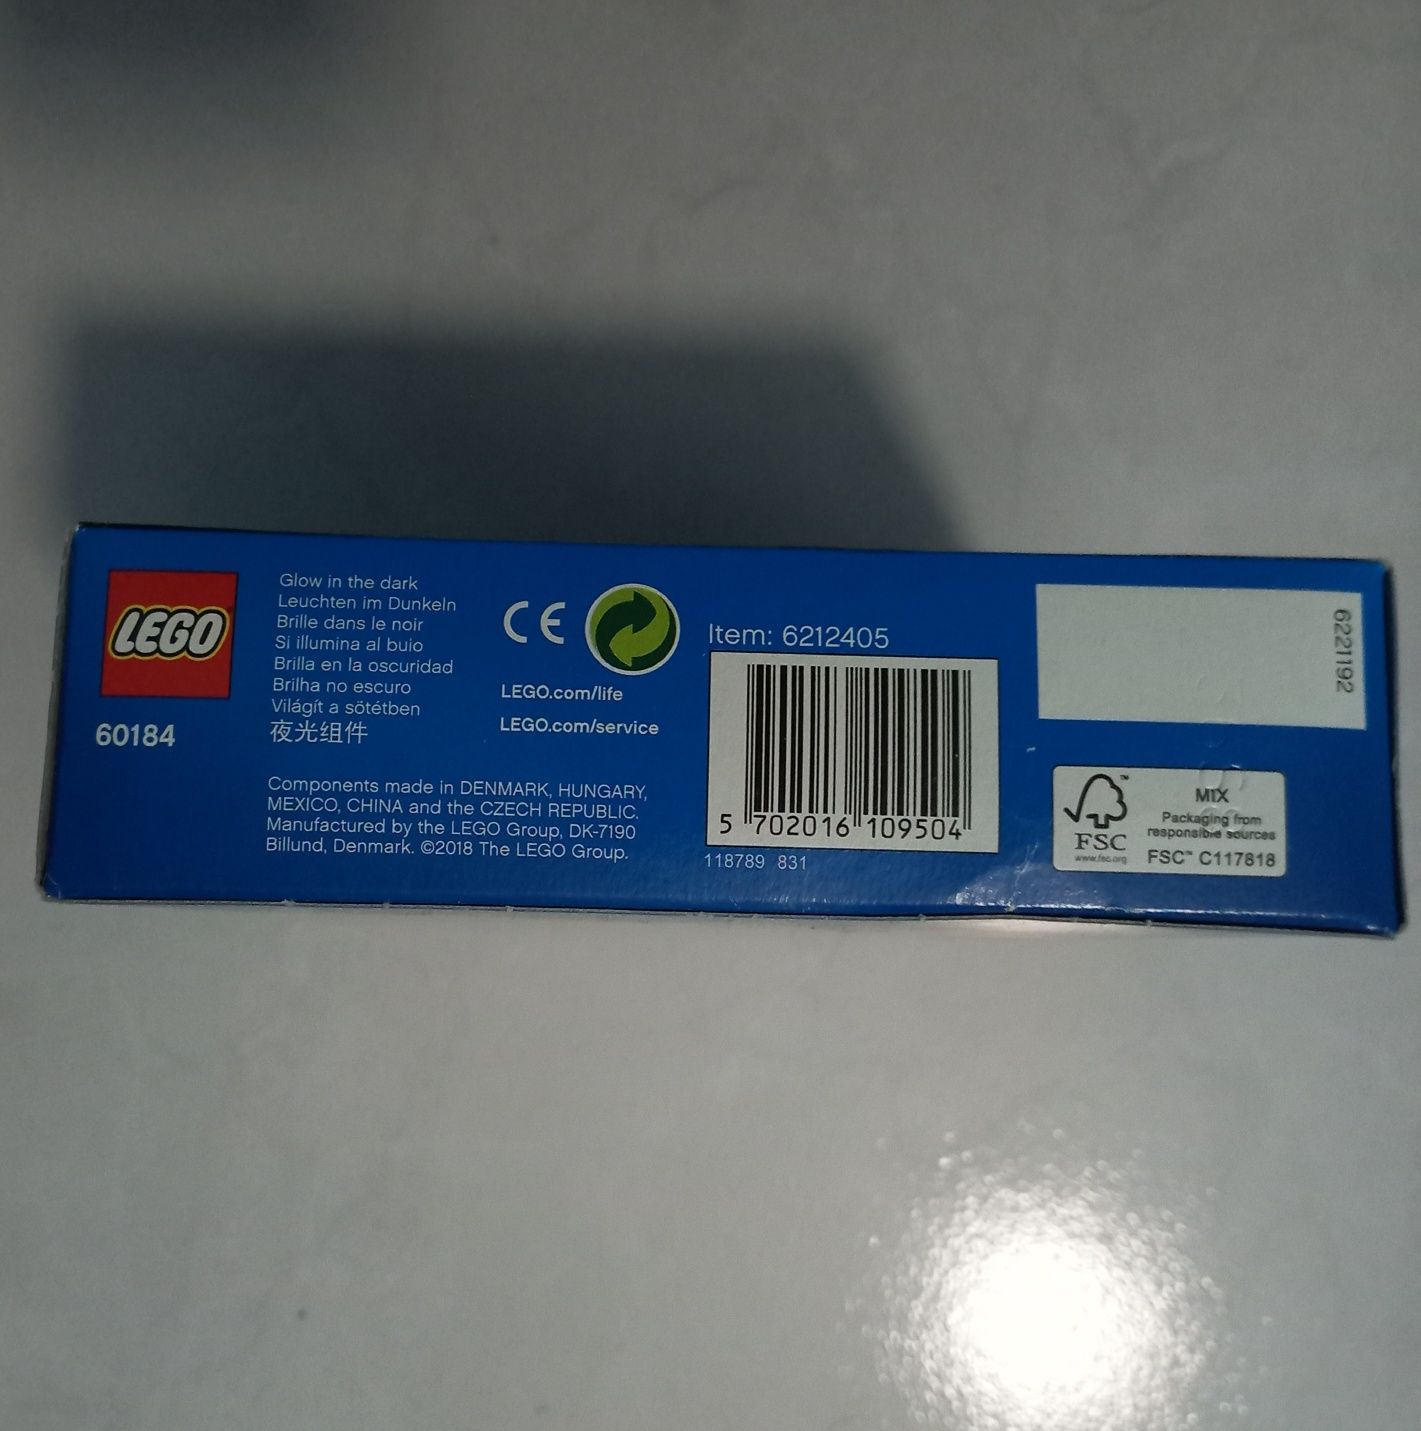 LEGO
60184
Glow in the dark
Leuchten im Dunkeln
Brille dans le noir
Si illumina al buio
Brilla en la oscuridad
Brilha no escuro
Világít a sötétben
夜光组件
Components made in DENMARK, HUNGARY,
MEXICO, CHINA and the CZECH REPUBLIC.
Manufactured by the LEGO Group, DK-7190
Billund, Denmark. ©2018 The LEGO Group.
CE
LEGO.com/life
LEGO.com/service
Item: 6212405
5 702016 109504
118789 831
6221192
FSC™
www.fsc.org
MIX
Packaging from
responsible sources
FSC™ C117818